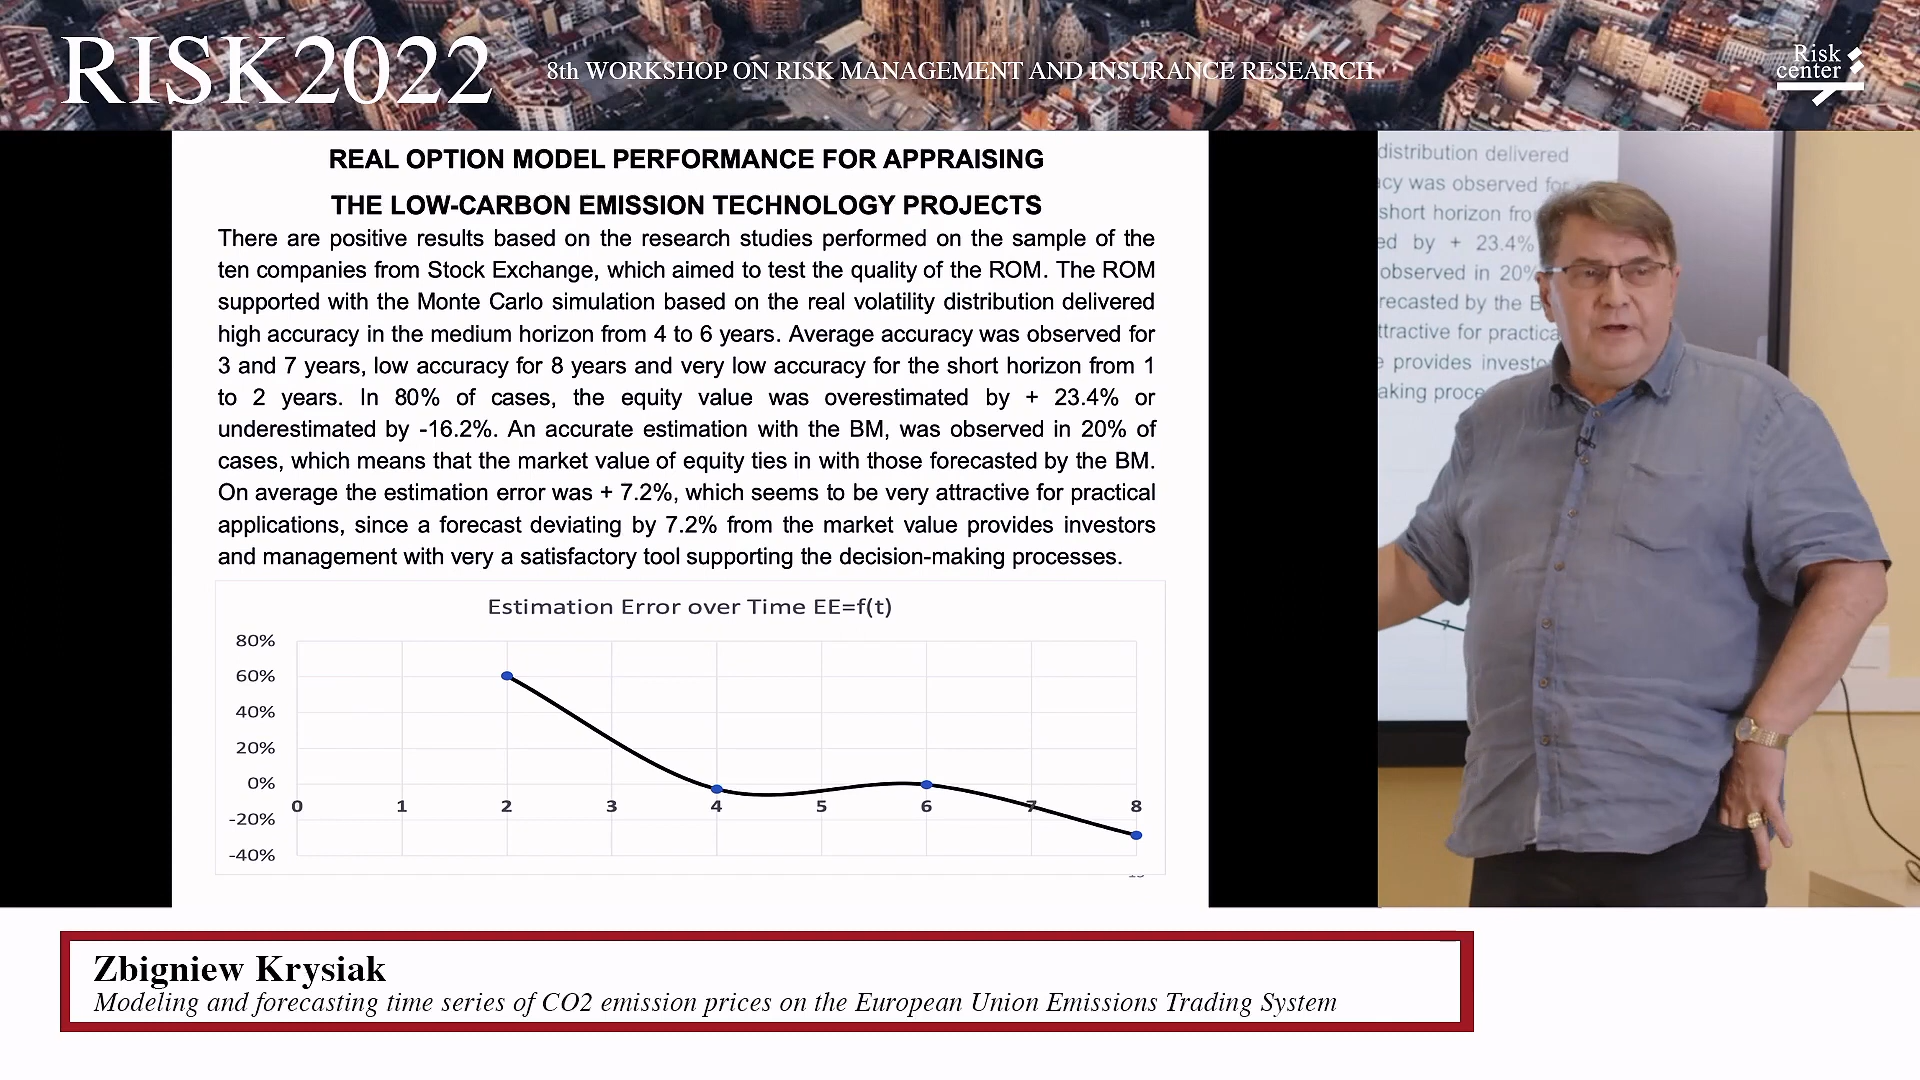 RISK2022
8th WORKSHOP ON RISK MANAGEMENT AND INSURANCE RESEARCH
Risk
center
REAL OPTION MODEL PERFORMANCE FOR APPRAISING
THE LOW-CARBON EMISSION TECHNOLOGY PROJECTS
There are positive results based on the research studies performed on the sample of the
ten companies from Stock Exchange, which aimed to test the quality of the ROM. The ROM
supported with the Monte Carlo simulation based on the real volatility distribution delivered
high accuracy in the medium horizon from 4 to 6 years. Average accuracy was observed for
3 and 7 years, low accuracy for 8 years and very low accuracy for the short horizon from 1
to 2 years. In 80% of cases, the equity value was overestimated by + 23.4% or
underestimated by -16.2%. An accurate estimation with the BM, was observed in 20% of
cases, which means that the market value of equity ties in with those forecasted by the BM.
On average the estimation error was + 7.2%, which seems to be very attractive for practical
applications, since a forecast deviating by 7.2% from the market value provides investors
and management with very a satisfactory tool supporting the decision-making processes.
Estimation Error over Time EE=f(t)
80%
60%
40%
20%
0%
0 1 2 3 4 5 6 7 8
-20%
-40%
distribution delivered
was observed for
short horizon
by + 23.4%
observed in 20%
by the
for
provides
7
Zbigniew Krysiak
Modeling and forecasting time series of CO2 emission prices on the European Union Emissions Trading System